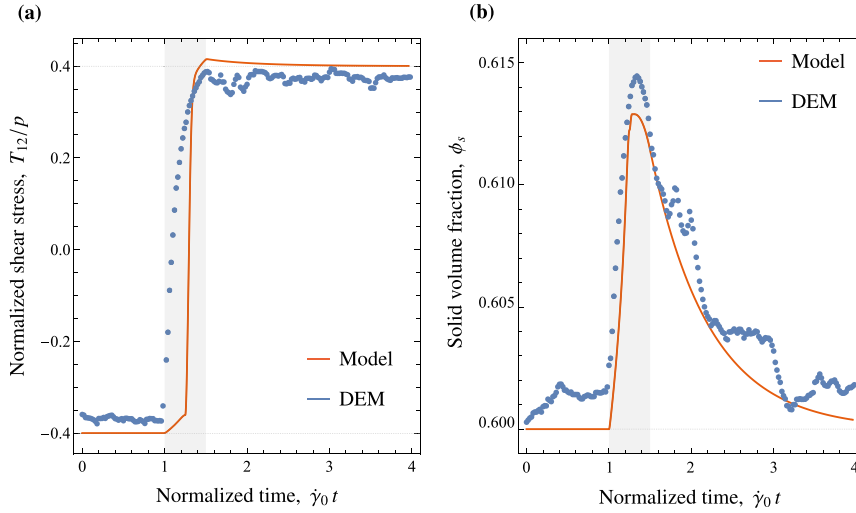 (a)
Normalized shear stress, T₁₂/p
0.4
0.2
0.0
−0.2
−0.4
0
1
2
3
4
Normalized time, γ̇₀ t
Model
DEM
(b)
Solid volume fraction, ϕₛ
0.615
0.610
0.605
0.600
0
1
2
3
4
Normalized time, γ̇₀ t
Model
DEM